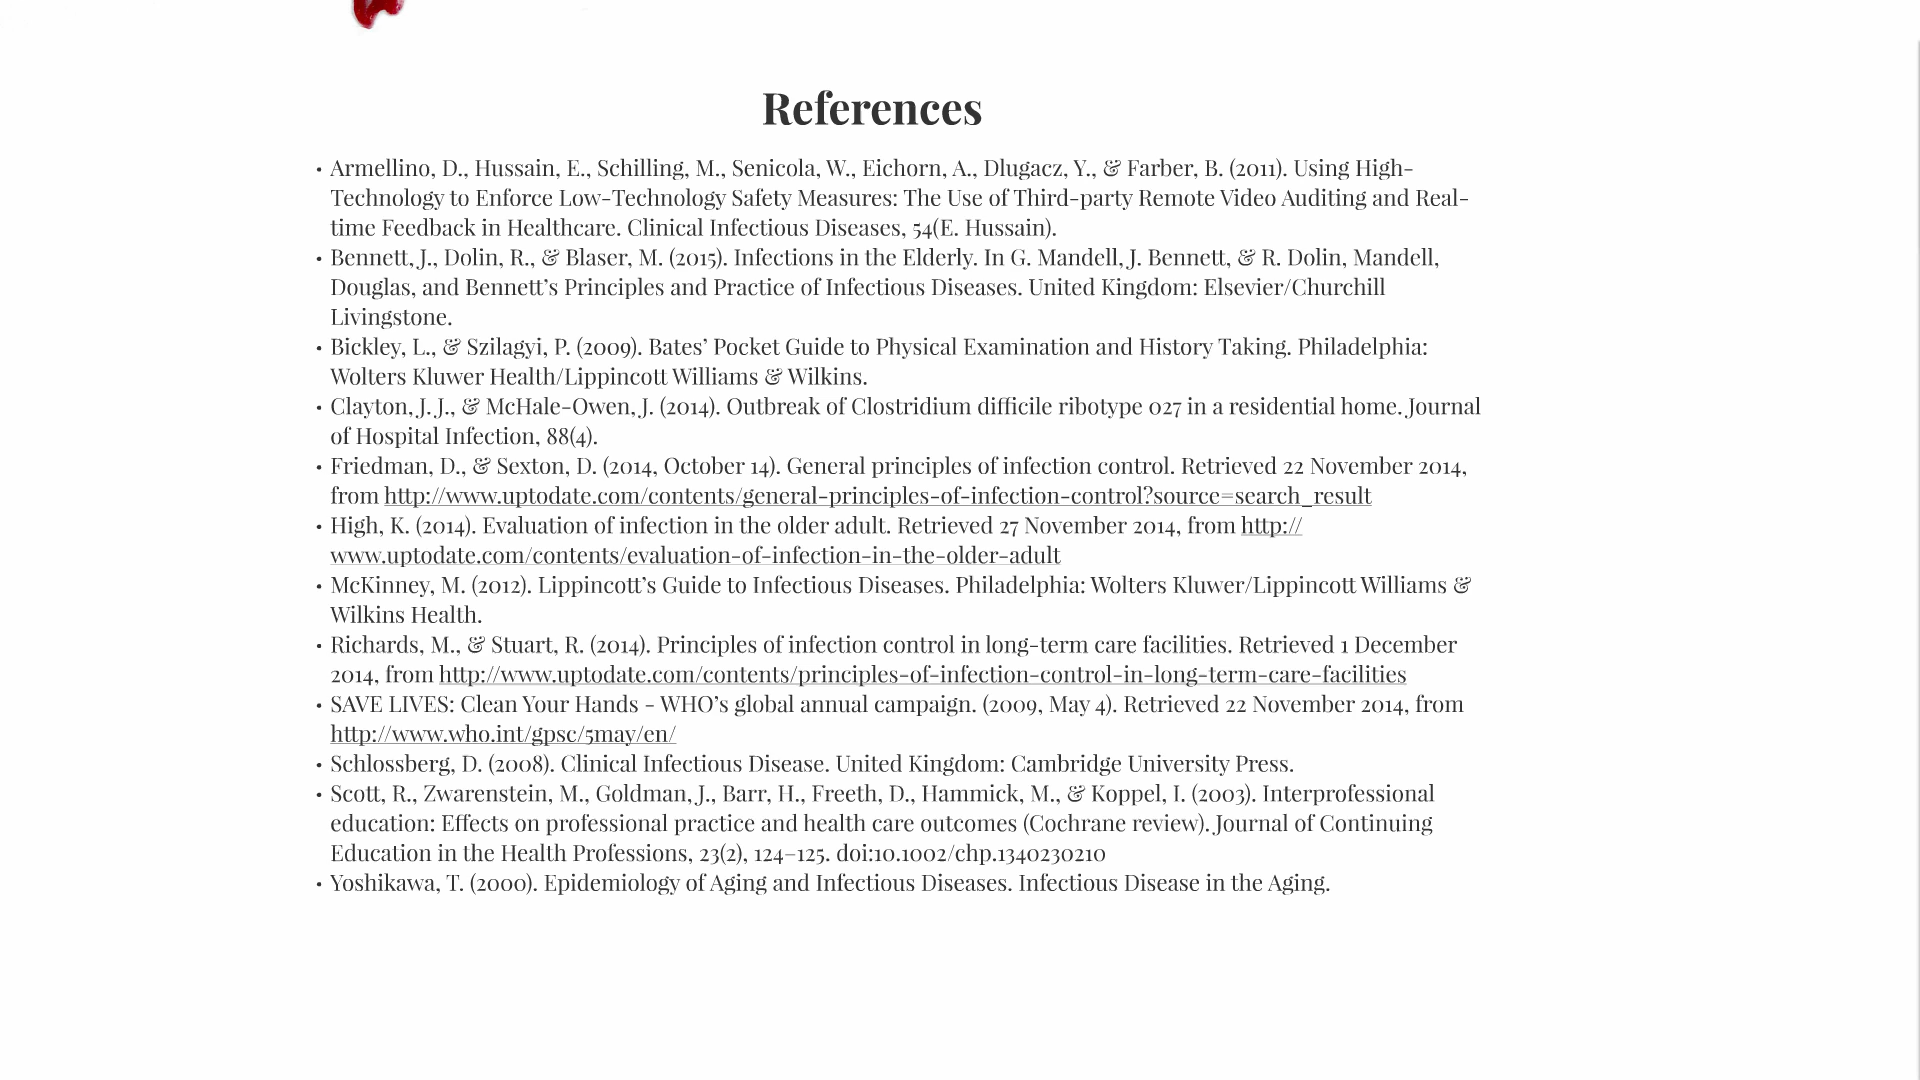 References
• Armellino, D., Hussain, E., Schilling, M., Senicola, W., Eichorn, A., Dlugacz, Y., & Farber, B. (2011). Using High-
Technology to Enforce Low-Technology Safety Measures: The Use of Third-party Remote Video Auditing and Real-
time Feedback in Healthcare. Clinical Infectious Diseases, 54(E. Hussain).
• Bennett, J., Dolin, R., & Blaser, M. (2015). Infections in the Elderly. In G. Mandell, J. Bennett, & R. Dolin, Mandell,
Douglas, and Bennett’s Principles and Practice of Infectious Diseases. United Kingdom: Elsevier/Churchill
Livingstone.
• Bickley, L., & Szilagyi, P. (2009). Bates’ Pocket Guide to Physical Examination and History Taking. Philadelphia:
Wolters Kluwer Health/Lippincott Williams & Wilkins.
• Clayton, J. J., & McHale-Owen, J. (2014). Outbreak of Clostridium difficile ribotype 027 in a residential home. Journal
of Hospital Infection, 88(4).
• Friedman, D., & Sexton, D. (2014, October 14). General principles of infection control. Retrieved 22 November 2014,
from http://www.uptodate.com/contents/general-principles-of-infection-control?source=search_result
• High, K. (2014). Evaluation of infection in the older adult. Retrieved 27 November 2014, from http://
www.uptodate.com/contents/evaluation-of-infection-in-the-older-adult
• McKinney, M. (2012). Lippincott’s Guide to Infectious Diseases. Philadelphia: Wolters Kluwer/Lippincott Williams &
Wilkins Health.
• Richards, M., & Stuart, R. (2014). Principles of infection control in long-term care facilities. Retrieved 1 December
2014, from http://www.uptodate.com/contents/principles-of-infection-control-in-long-term-care-facilities
• SAVE LIVES: Clean Your Hands - WHO’s global annual campaign. (2009, May 4). Retrieved 22 November 2014, from
http://www.who.int/gpsc/5may/en/
• Schlossberg, D. (2008). Clinical Infectious Disease. United Kingdom: Cambridge University Press.
• Scott, R., Zwarenstein, M., Goldman, J., Barr, H., Freeth, D., Hammick, M., & Koppel, I. (2003). Interprofessional
education: Effects on professional practice and health care outcomes (Cochrane review). Journal of Continuing
Education in the Health Professions, 23(2), 124–125. doi:10.1002/chp.1340230210
• Yoshikawa, T. (2000). Epidemiology of Aging and Infectious Diseases. Infectious Disease in the Aging.